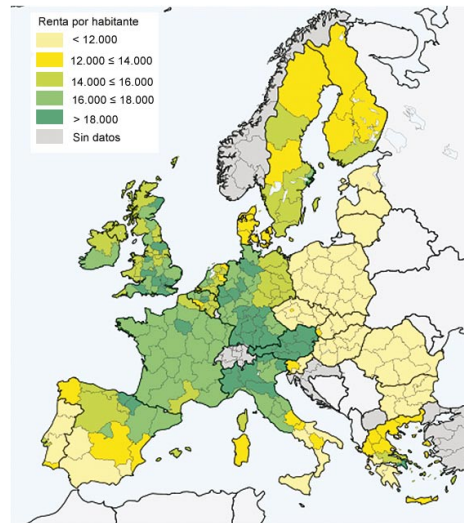 Renta por habitante
< 12.000
12.000 ≤ 14.000
14.000 ≤ 16.000
16.000 ≤ 18.000
> 18.000
Sin datos